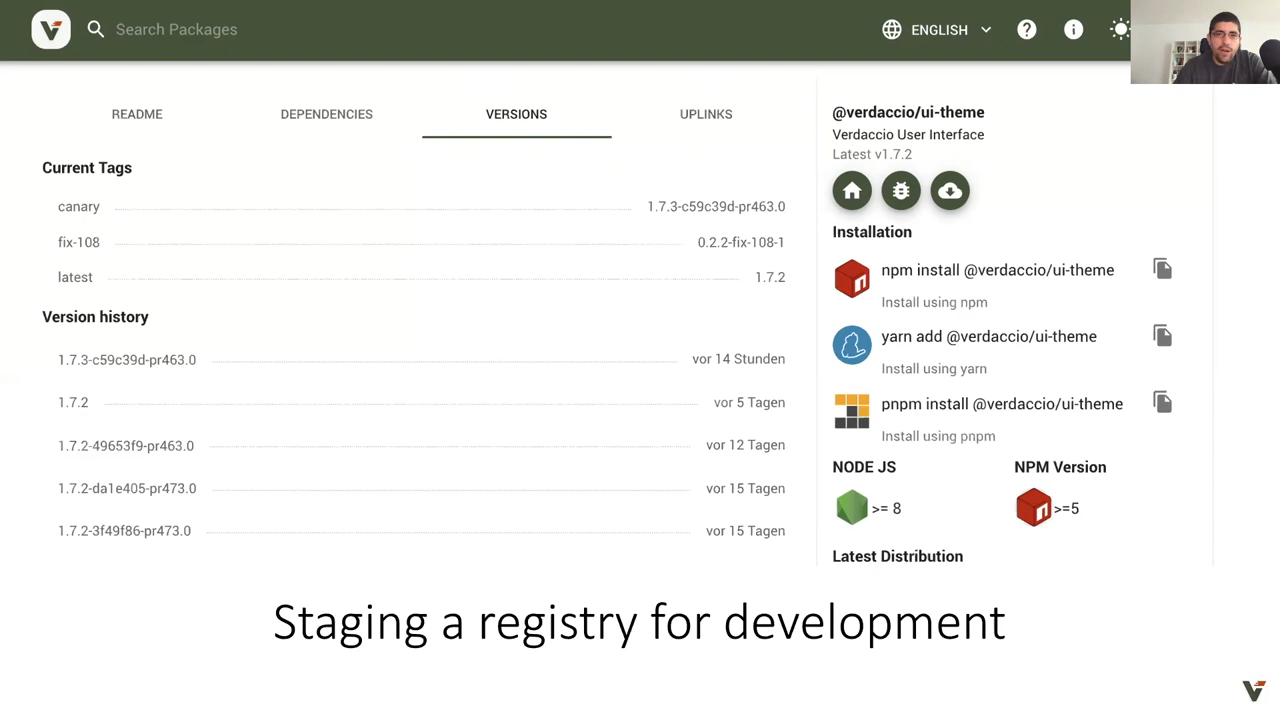 Search Packages
ENGLISH
README
DEPENDENCIES
VERSIONS
UPLINKS
Current Tags
canary 1.7.3-c59c39d-pr463.0
fix-108 0.2.2-fix-108-1
latest 1.7.2
Version history
1.7.3-c59c39d-pr463.0 vor 14 Stunden
1.7.2 vor 5 Tagen
1.7.2-49653f9-pr463.0 vor 12 Tagen
1.7.2-da1e405-pr473.0 vor 15 Tagen
1.7.2-3f49f86-pr473.0 vor 15 Tagen
@verdaccio/ui-theme
Verdaccio User Interface
Latest v1.7.2
Installation
npm install @verdaccio/ui-theme
Install using npm
yarn add @verdaccio/ui-theme
Install using yarn
pnpm install @verdaccio/ui-theme
Install using pnpm
NODE JS
>= 8
NPM Version
>=5
Latest Distribution
Staging a registry for development